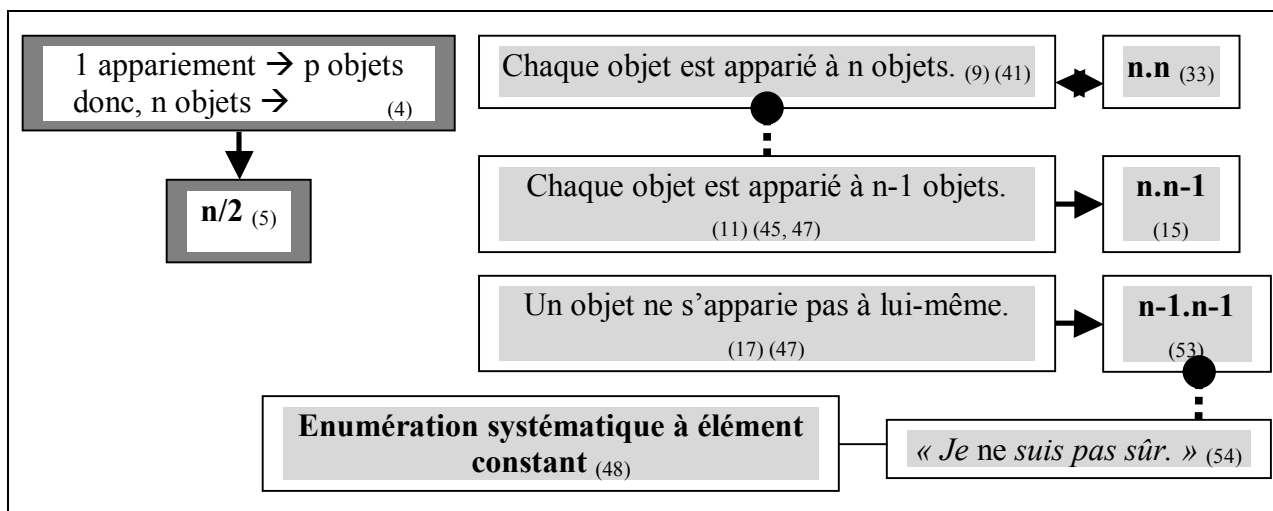 1 appariement → p objets
donc, n objets → (4)
n/2 (5)
Chaque objet est apparié à n objets. (9) (41)
n.n (33)
Chaque objet est apparié à n-1 objets.
(11) (45, 47)
n.n-1
(15)
Un objet ne s’apparie pas à lui-même.
(17) (47)
n-1.n-1
(53)
Enumération systématique à élément
constant (48)
« Je ne suis pas sûr. » (54)